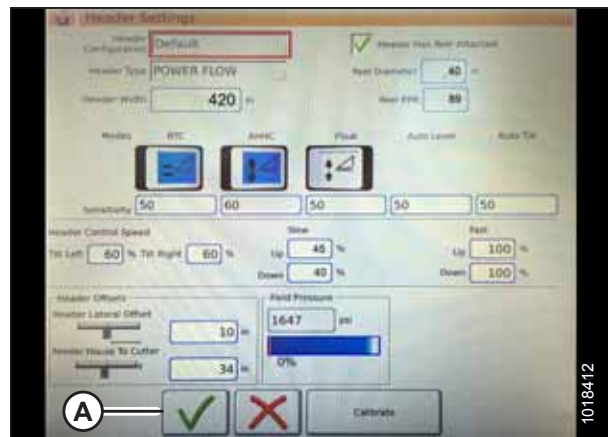 Header Settings
Header Configuration Default
Header Has Reel Attached
Header Type POWER FLOW
Reel Diameter 40 in
Header Width 420 in
Reel PPR 89
Modes RTC AHHC Float Auto Level Auto Tilt
Sensitivity 50 60 50 50 50
Header Control Speed
Slow
Fast
Tilt Left 60 % Tilt Right 60 %
Up 46 %
Up 100 %
Down 40 %
Down 100 %
Header Offsets
Field Pressure
Header Lateral Offset
10 in
1647 psi
Feeder House To Cutter
34 in
0%
A
Calibrate
1018412